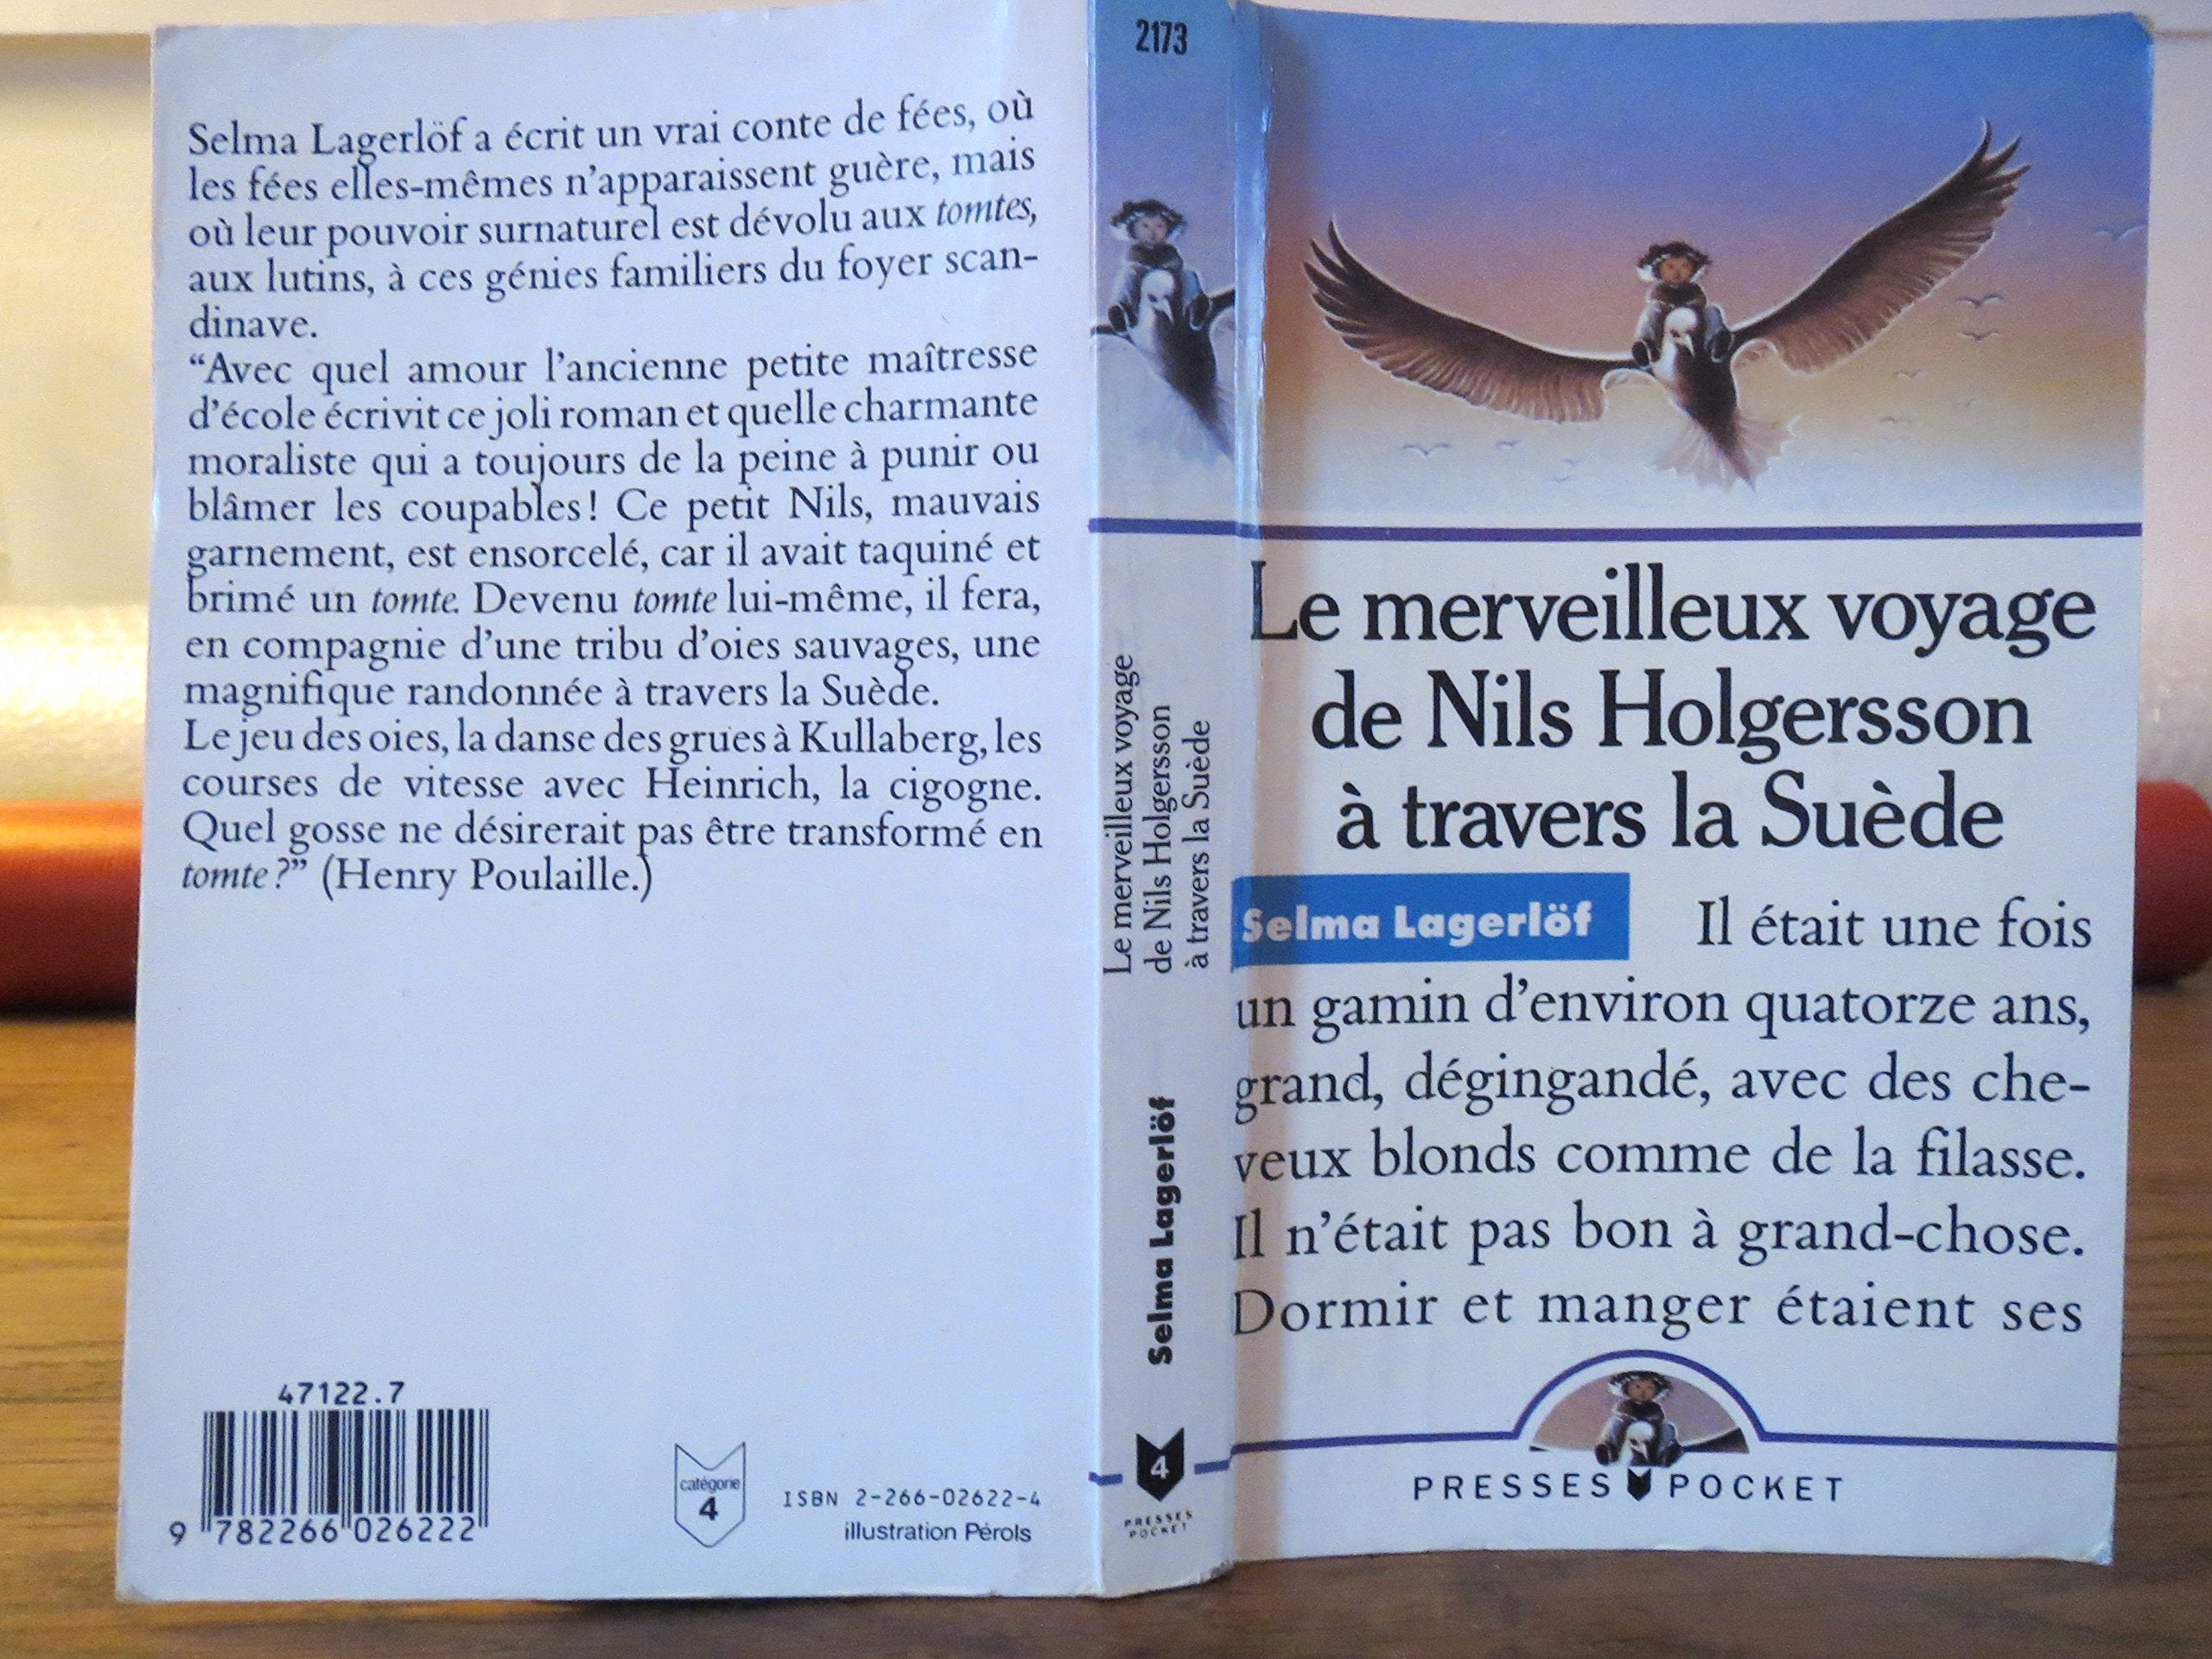 Selma Lagerlöf a écrit un vrai conte de fées, où
les fées elles-mêmes n'apparaissent guère, mais
où leur pouvoir surnaturel est dévolu aux tomtes,
aux lutins, à ces génies familiers du foyer scan-
dinave.
“Avec quel amour l'ancienne petite maîtresse
d'école écrivit ce joli roman et quelle charmante
moraliste qui a toujours de la peine à punir ou
blâmer les coupables! Ce petit Nils, mauvais
garnement, est ensorcelé, car il avait taquiné et
brimé un tomte. Devenu tomte lui-même, il fera,
en compagnie d'une tribu d'oies sauvages, une
magnifique randonnée à travers la Suède.
Le jeu des oies, la danse des grues à Kullaberg, les
courses de vitesse avec Heinrich, la cigogne.
Quel gosse ne désirerait pas être transformé en
tomte?” (Henry Poulaille.)
47122.7
9 782266 026222
catégorie
4
ISBN 2-266-02622-4
illustration Pérols
2173
Le merveilleux voyage
de Nils Holgersson
à travers la Suède
Selma Lagerlöf
4
PRESSES
POCKET
Le merveilleux voyage
de Nils Holgersson
à travers la Suède
Selma Lagerlöf Il était une fois
un gamin d'environ quatorze ans,
grand, dégingandé, avec des che-
veux blonds comme de la filasse.
Il n'était pas bon à grand-chose.
Dormir et manger étaient ses
PRESSES POCKET